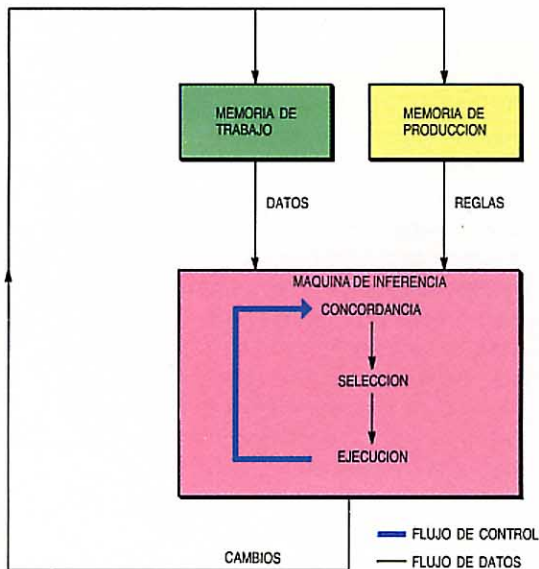 MEMORIA DE
TRABAJO
MEMORIA DE
PRODUCCION
DATOS
REGLAS
MAQUINA DE INFERENCIA
CONCORDANCIA
SELECCION
EJECUCION
CAMBIOS
FLUJO DE CONTROL
FLUJO DE DATOS